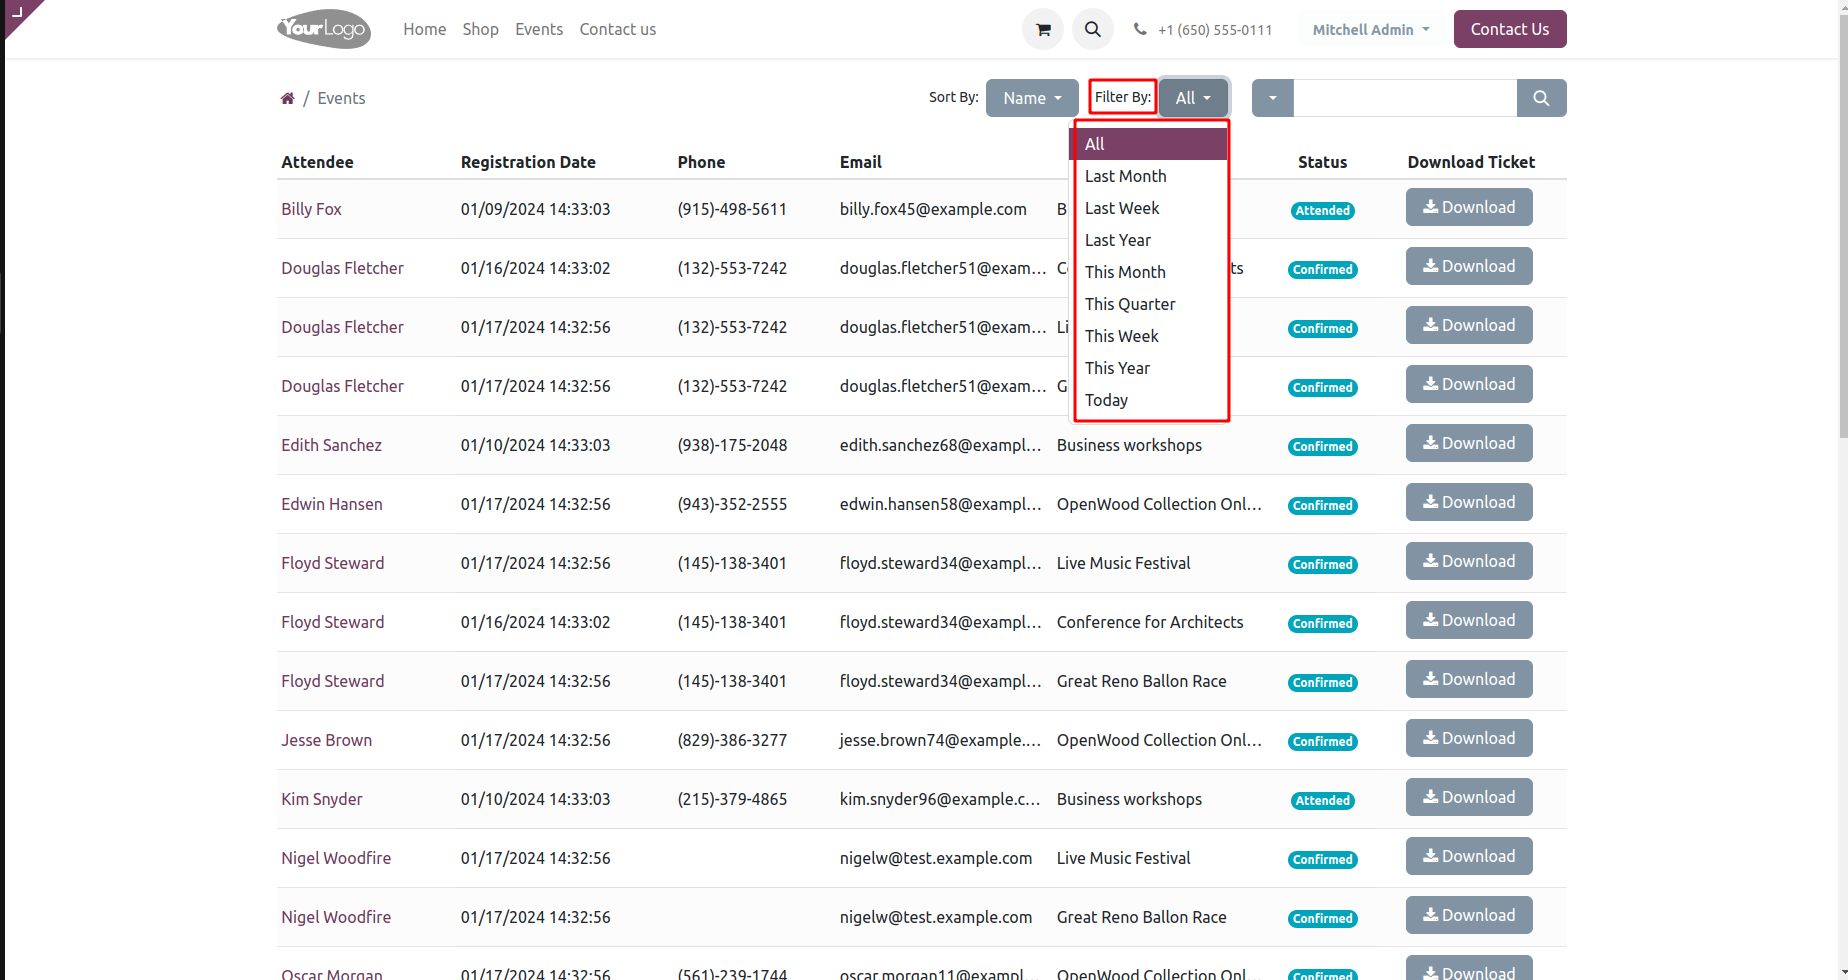 YourLogo Home Shop Events Contact us +1 (650) 555-0111 Mitchell Admin Contact Us
/ Events Sort By: Name Filter By: All
All
Last Month
Last Week
Last Year
This Month
This Quarter
This Week
This Year
Today
Attendee Registration Date Phone Email Status Download Ticket
Billy Fox 01/09/2024 14:33:03 (915)-498-5611 billy.fox45@example.com B Attended Download
Douglas Fletcher 01/16/2024 14:33:02 (132)-553-7242 douglas.fletcher51@exam... ts Confirmed Download
Douglas Fletcher 01/17/2024 14:32:56 (132)-553-7242 douglas.fletcher51@exam... Li Confirmed Download
Douglas Fletcher 01/17/2024 14:32:56 (132)-553-7242 douglas.fletcher51@exam... G Confirmed Download
Edith Sanchez 01/10/2024 14:33:03 (938)-175-2048 edith.sanchez68@exampl... Business workshops Confirmed Download
Edwin Hansen 01/17/2024 14:32:56 (943)-352-2555 edwin.hansen58@exampl... OpenWood Collection Onl... Confirmed Download
Floyd Steward 01/17/2024 14:32:56 (145)-138-3401 floyd.steward34@exampl... Live Music Festival Confirmed Download
Floyd Steward 01/16/2024 14:33:02 (145)-138-3401 floyd.steward34@exampl... Conference for Architects Confirmed Download
Floyd Steward 01/17/2024 14:32:56 (145)-138-3401 floyd.steward34@exampl... Great Reno Ballon Race Confirmed Download
Jesse Brown 01/17/2024 14:32:56 (829)-386-3277 jesse.brown74@example.... OpenWood Collection Onl... Confirmed Download
Kim Snyder 01/10/2024 14:33:03 (215)-379-4865 kim.snyder96@example.c... Business workshops Attended Download
Nigel Woodfire 01/17/2024 14:32:56 nigelw@test.example.com Live Music Festival Confirmed Download
Nigel Woodfire 01/17/2024 14:32:56 nigelw@test.example.com Great Reno Ballon Race Confirmed Download
Oscar Morgan 01/17/2024 14:32:56 (561)-239-1744 oscar.morgan11@exampl... OpenWood Collection Onl... Confirmed Download